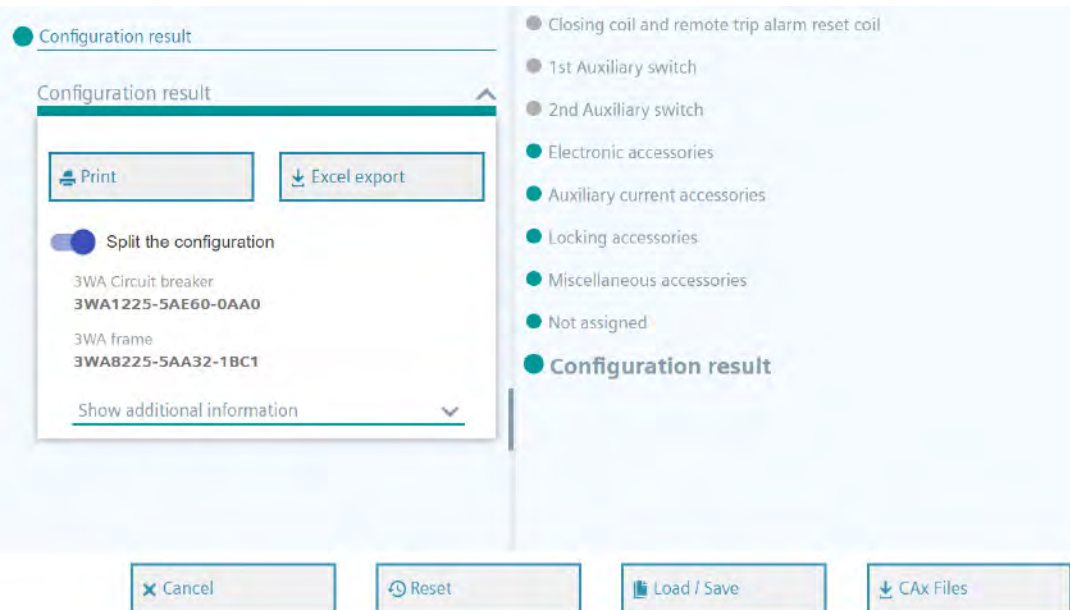 Configuration result
Configuration result
Print
Excel export
Split the configuration
3WA Circuit breaker
3WA1225-5AE60-0AA0
3WA frame
3WA8225-5AA32-1BC1
Show additional information
Closing coil and remote trip alarm reset coil
1st Auxiliary switch
2nd Auxiliary switch
Electronic accessories
Auxiliary current accessories
Locking accessories
Miscellaneous accessories
Not assigned
Configuration result
Cancel
Reset
Load / Save
CAx Files